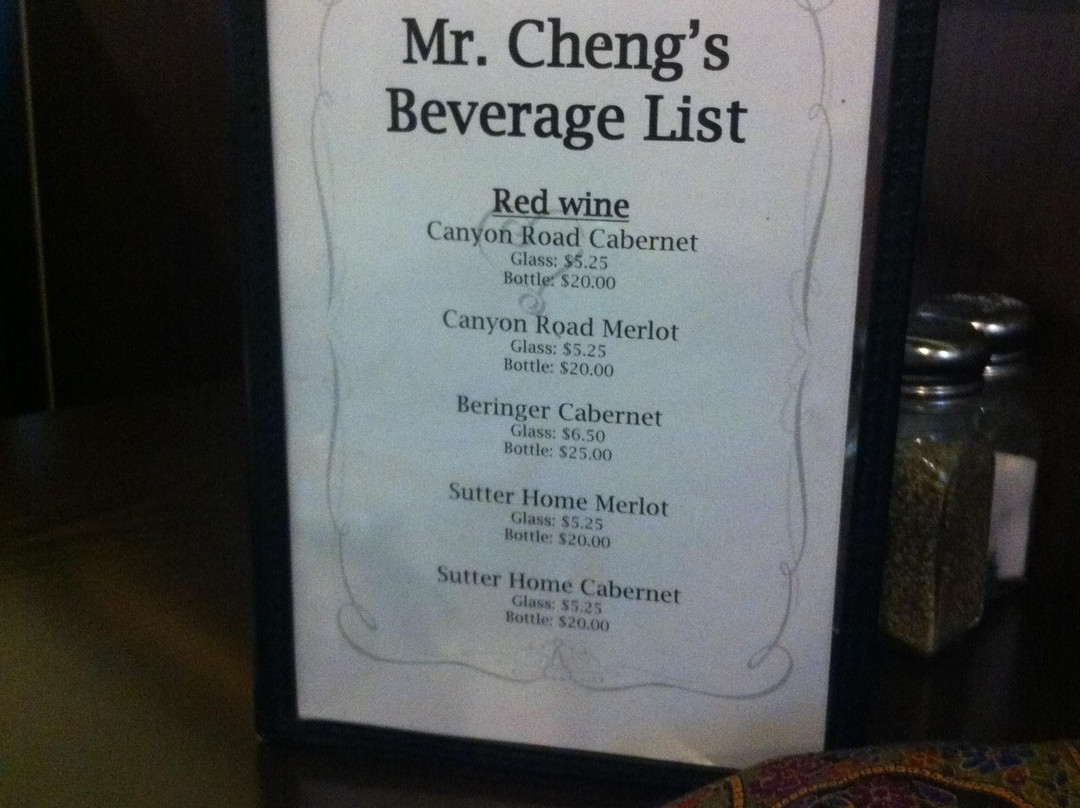 Mr. Cheng's
Beverage List
Red wine
Canyon Road Cabernet
Glass: $5.25
Bottle: $20.00
Canyon Road Merlot
Glass: $5.25
Bottle: $20.00
Beringer Cabernet
Glass: $6.50
Bottle: $25.00
Sutter Home Merlot
Glass: $5.25
Bottle: $20.00
Sutter Home Cabernet
Glass: $5.25
Bottle: $20.00